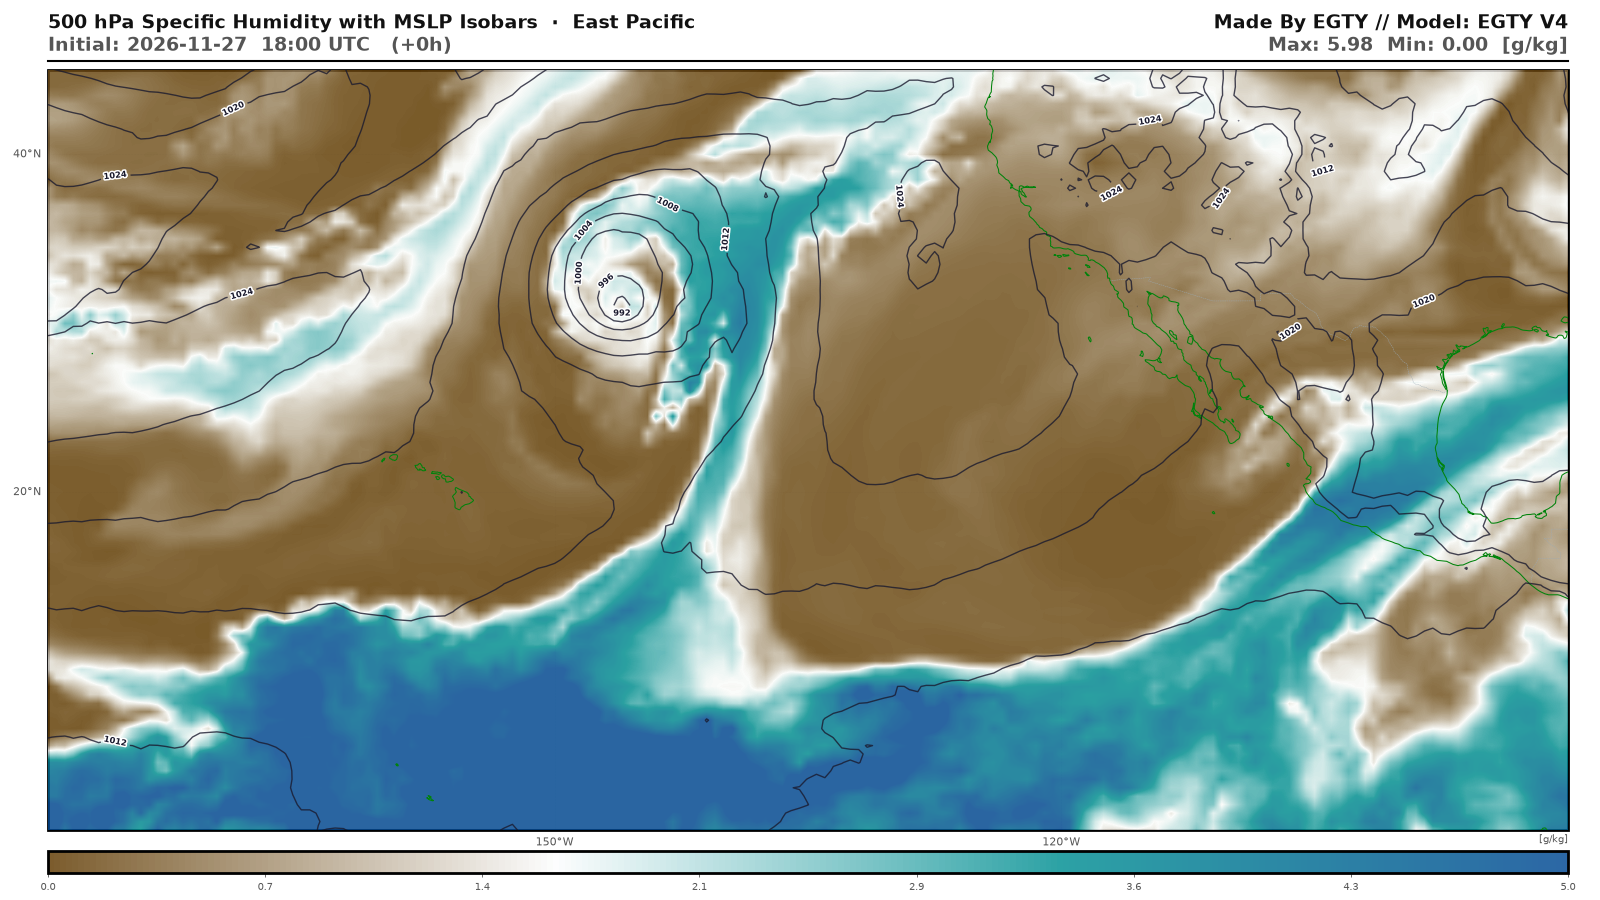 500 hPa Specific Humidity with MSLP Isobars · East Pacific
Made By EGTY // Model: EGTY V4
Initial: 2026-11-27 18:00 UTC (+0h)
Max: 5.98 Min: 0.00 [g/kg]
1020
1024
1024
1012
40°N
1024
1024
1024
1024
1008
1004
1012
1000
996
1024
1020
992
1020
20°N
1012
150°W
120°W
[g/kg]
0.0
0.7
1.4
2.1
2.9
3.6
4.3
5.0